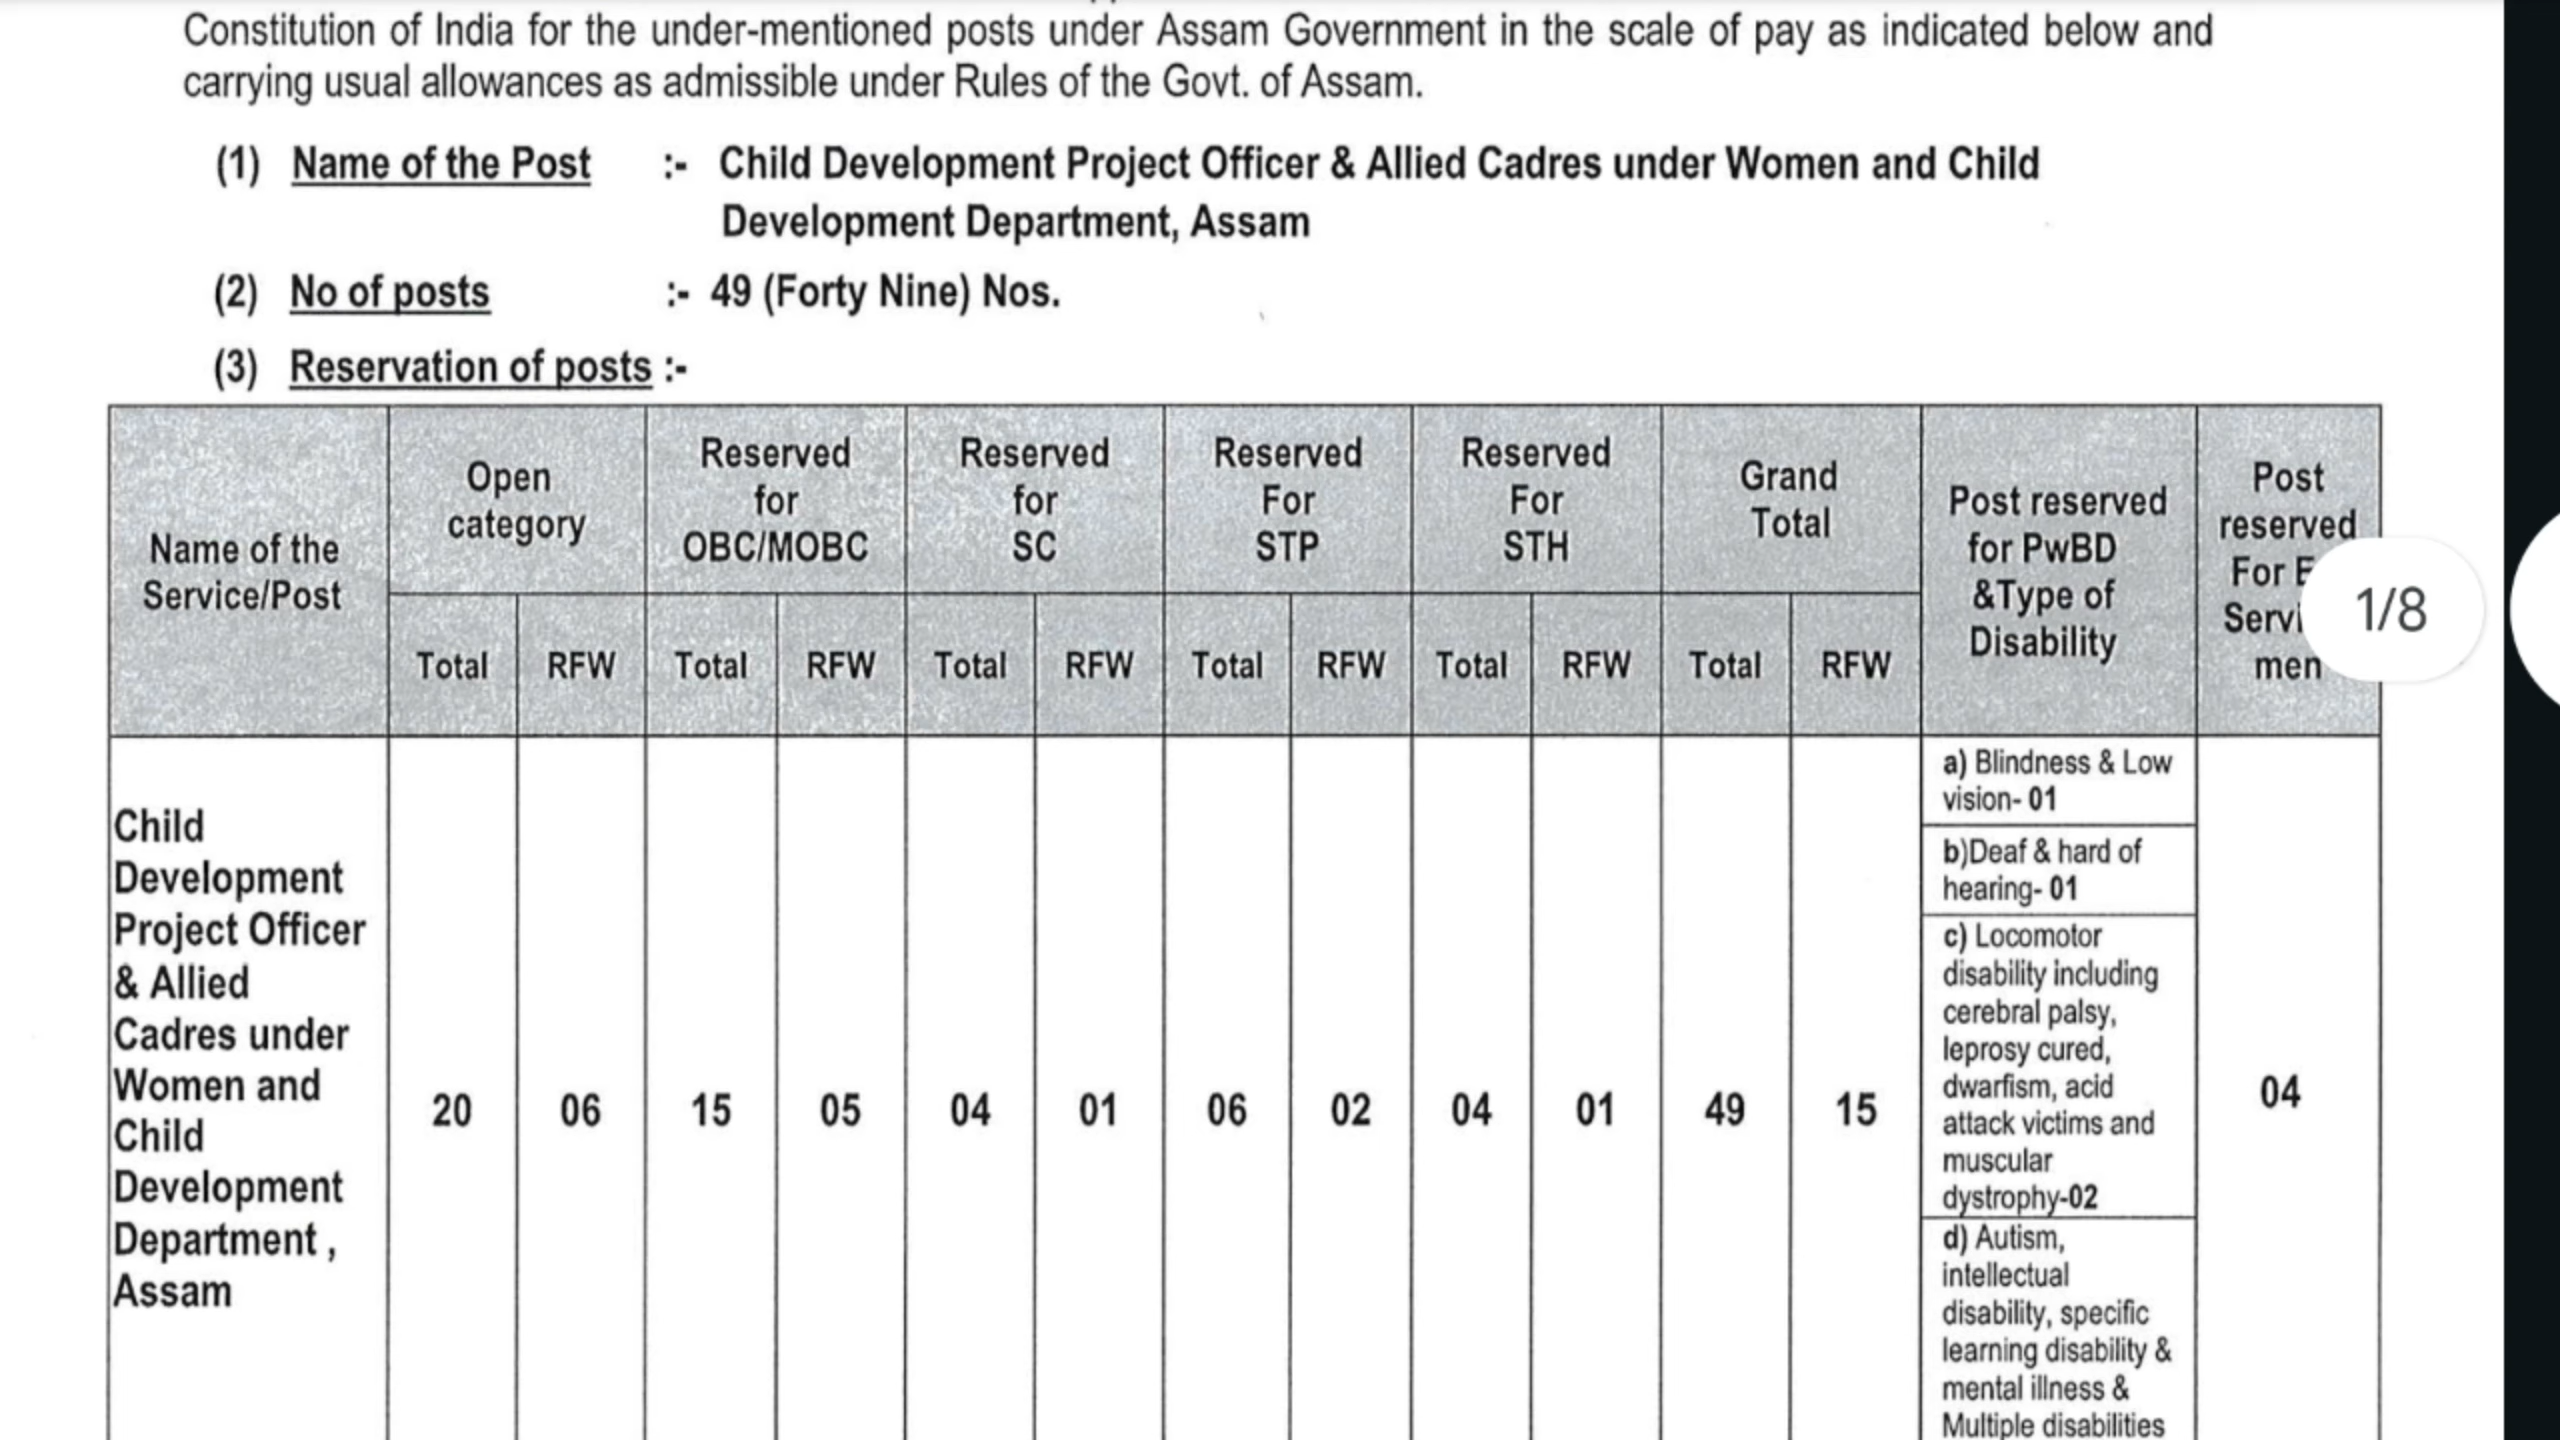 Constitution of India for the under-mentioned posts under Assam Government in the scale of pay as indicated below and
carrying usual allowances as admissible under Rules of the Govt. of Assam.
(1) Name of the Post :- Child Development Project Officer & Allied Cadres under Women and Child
Development Department, Assam
(2) No of posts :- 49 (Forty Nine) Nos.
(3) Reservation of posts :-
Name of the
Service/Post
Open
category
Reserved
for
OBC/MOBC
Reserved
for
SC
Reserved
For
STP
Reserved
For
STH
Grand
Total
Post reserved
for PwBD
&Type of
Disability
Post
reserved
For
men
1/8
Total RFW Total RFW Total RFW Total RFW Total RFW Total RFW
Child
Development
Project Officer
& Allied
Cadres under
Women and
Child
Development
Department ,
Assam
20 06 15 05 04 01 06 02 04 01 49 15
a) Blindness & Low
vision- 01
b)Deaf & hard of
hearing- 01
c) Locomotor
disability including
cerebral palsy,
leprosy cured,
dwarfism, acid
attack victims and
muscular
dystrophy-02
d) Autism,
intellectual
disability, specific
learning disability &
mental illness &
Multiple disabilities
04